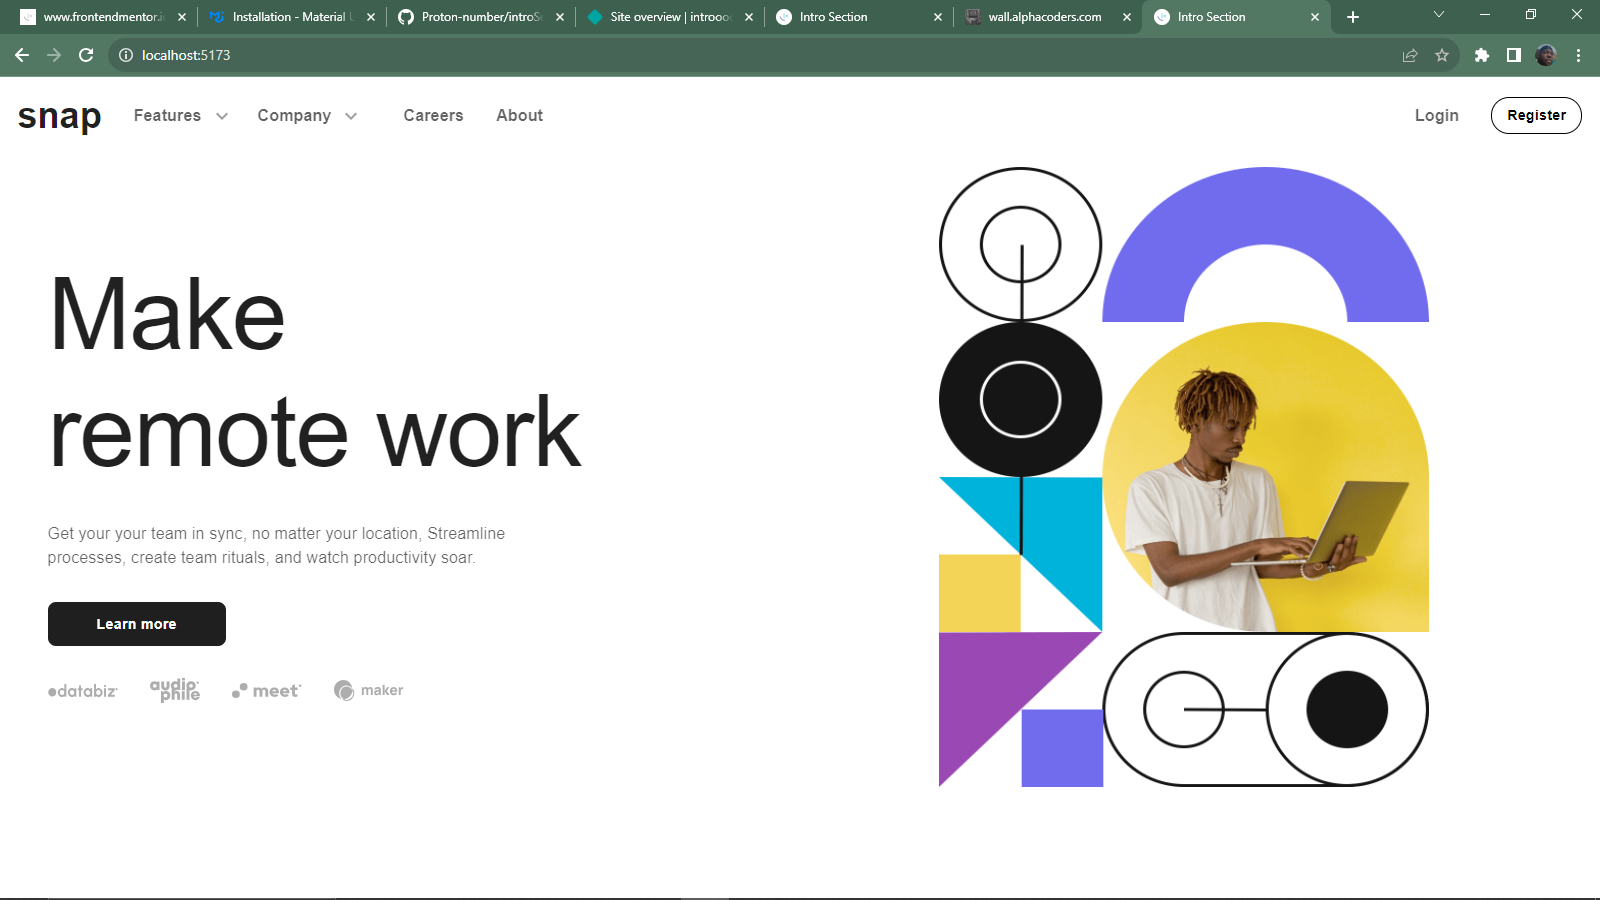 www.frontendmentor.i
Installation - Material U
Proton-number/introSe
Site overview | introooo
Intro Section
wall.alphacoders.com
Intro Section
localhost:5173
snap
Features
Company
Careers
About
Login
Register
Make
remote work
Get your your team in sync, no matter your location, Streamline
processes, create team rituals, and watch productivity soar.
Learn more
databiz
audiophile
meet
maker